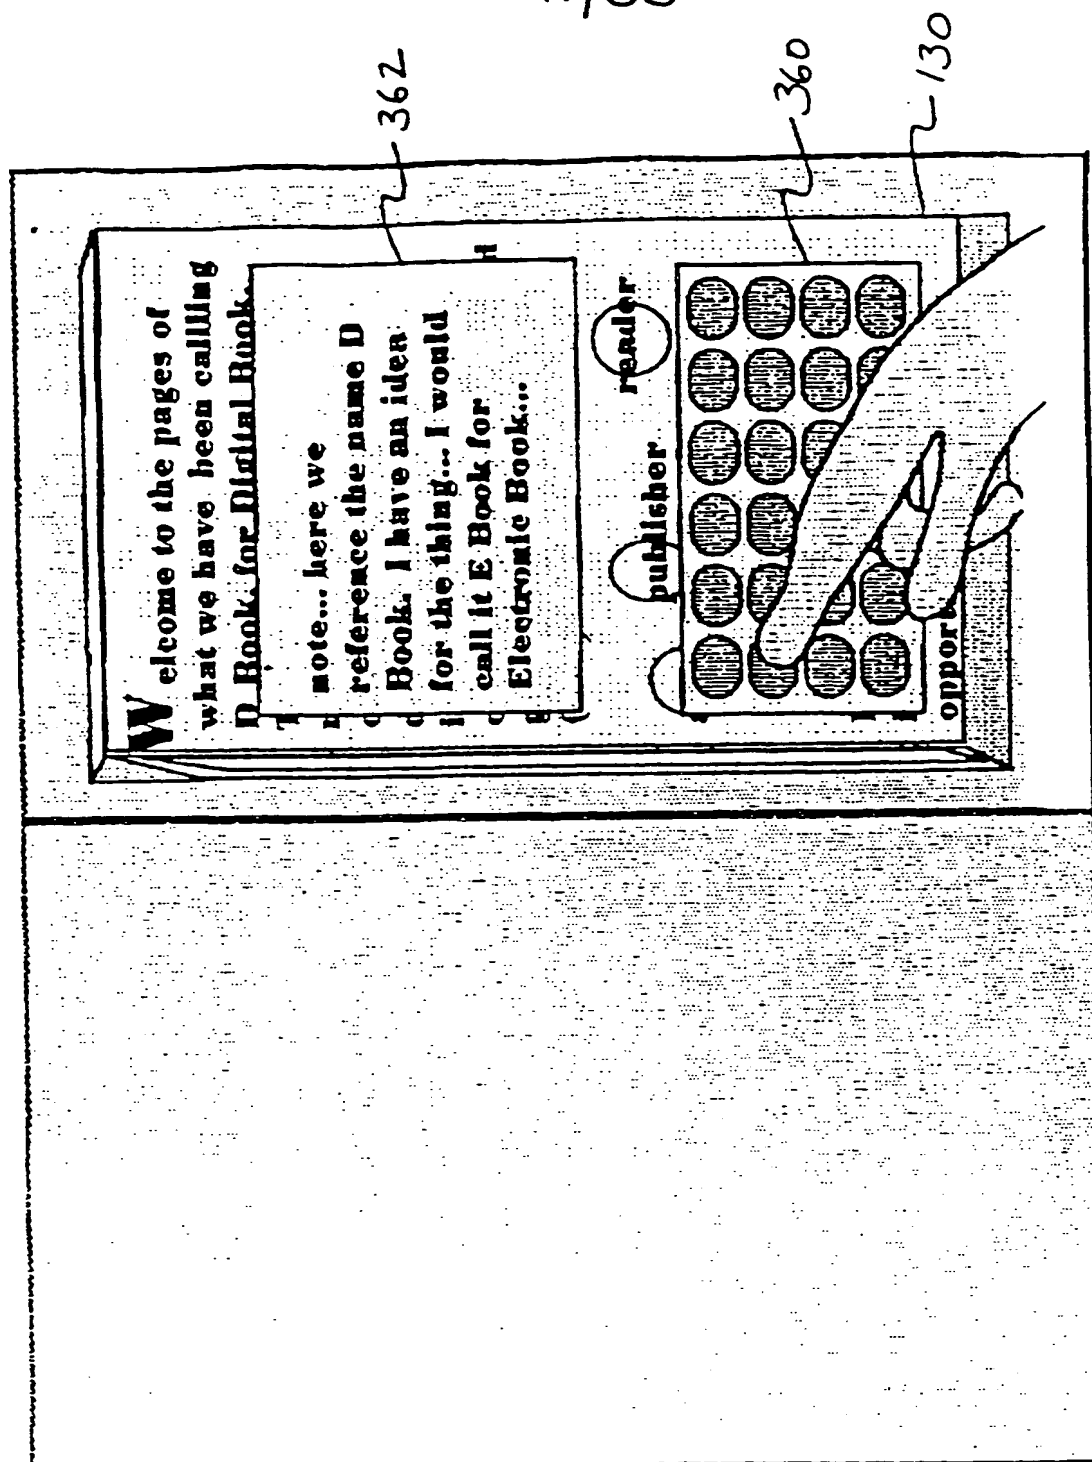 Welcome to the pages of
what we have been callling
D Book, for Digital Book.
note... here we
reference the name D
Book. I have an idea
for the thing... I would
call it E Book for
Electronic Book...
publisher
reader
opport
362
360
130